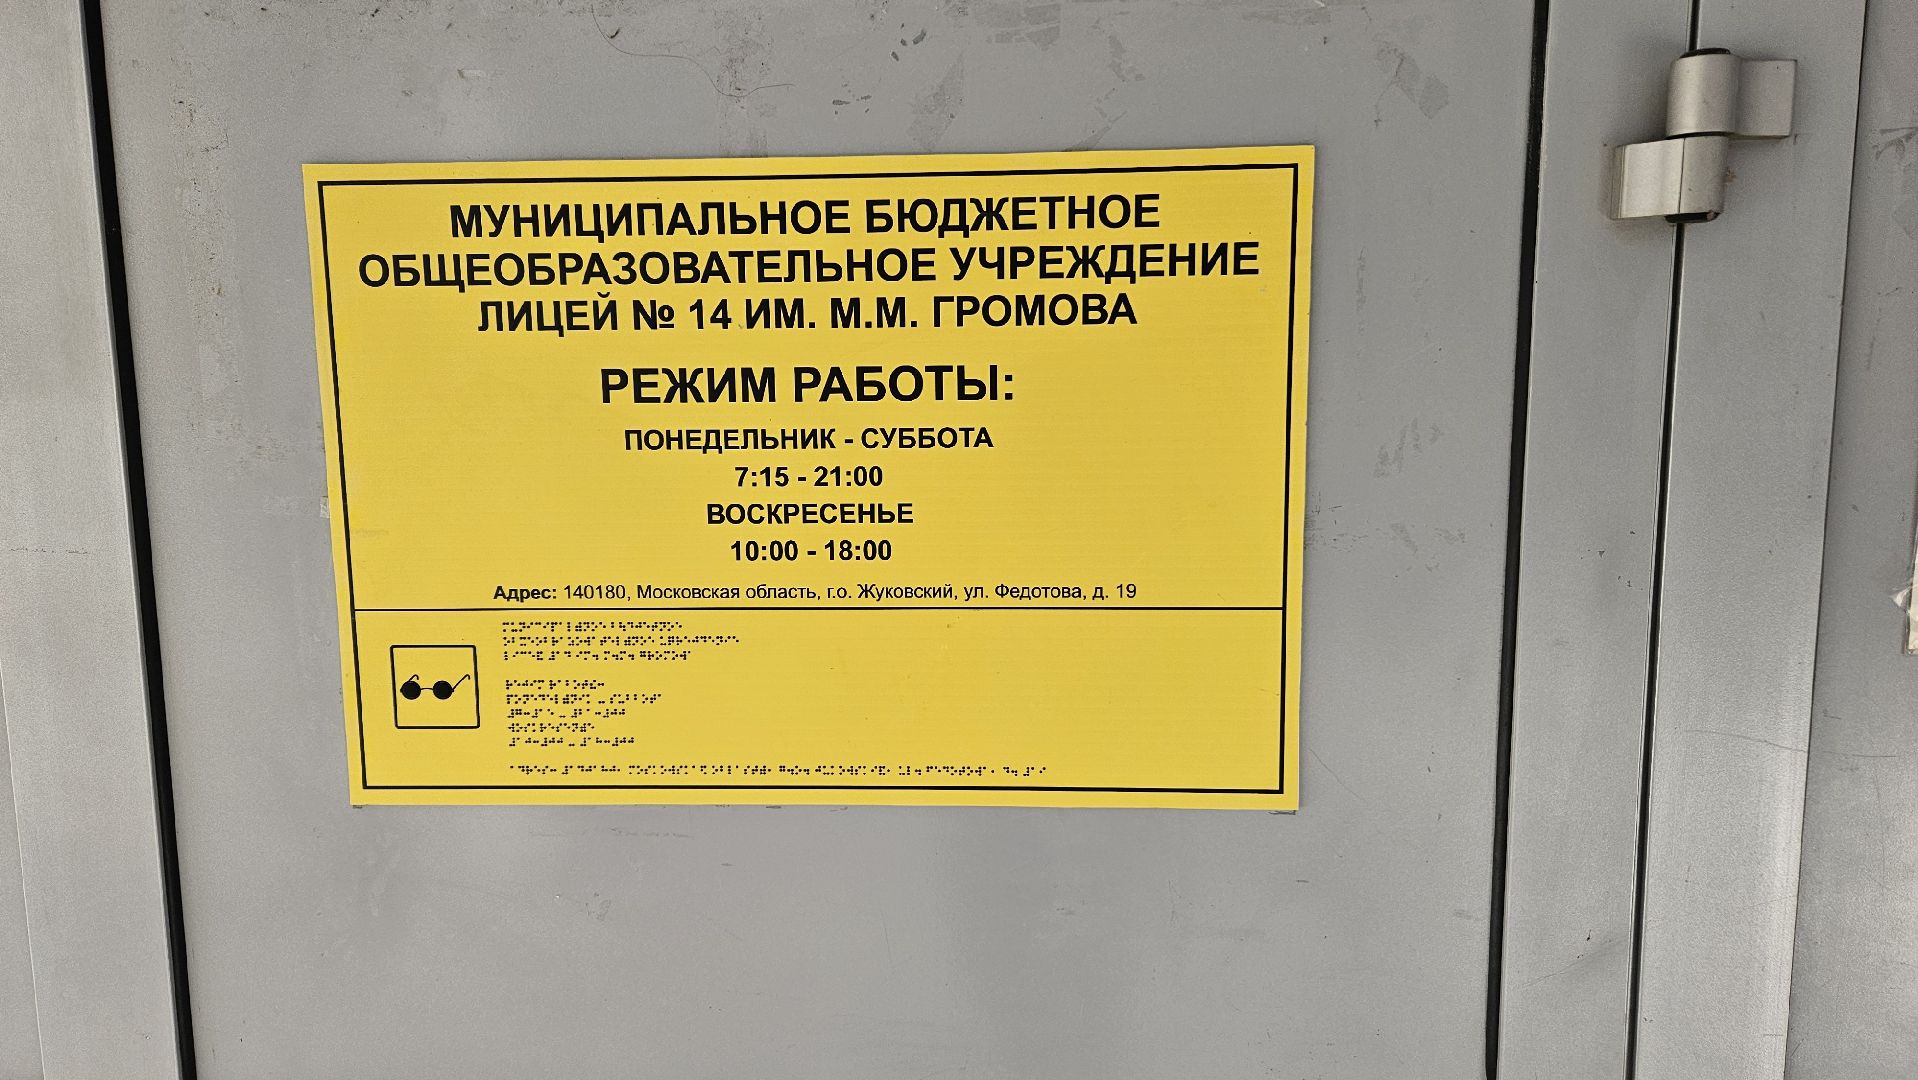 МУНИЦИПАЛЬНОЕ БЮДЖЕТНОЕ
ОБЩЕОБРАЗОВАТЕЛЬНОЕ УЧРЕЖДЕНИЕ
ЛИЦЕЙ № 14 ИМ. М.М. ГРОМОВА
РЕЖИМ РАБОТЫ:
ПОНЕДЕЛЬНИК - СУББОТА
7:15 - 21:00
ВОСКРЕСЕНЬЕ
10:00 - 18:00
Адрес: 140180, Московская область, г.о. Жуковский, ул. Федотова, д. 19